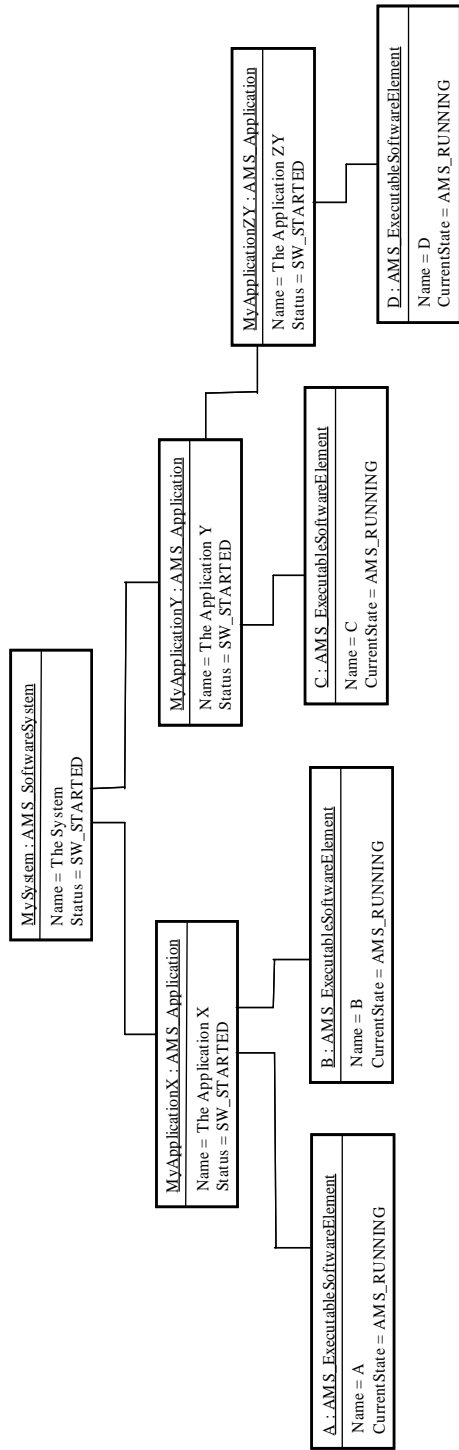 MySystem : AMS_SoftwareSystem
Name = The System
Status = SW_STARTED
MyApplicationX : AMS_Application
Name = The Application X
Status = SW_STARTED
MyApplicationY : AMS_Application
Name = The Application Y
Status = SW_STARTED
MyApplicationZY : AMS_Application
Name = The Application ZY
Status = SW_STARTED
A : AMS_ExecutableSoftwareElement
Name = A
CurrentState = AMS_RUNNING
B : AMS_ExecutableSoftwareElement
Name = B
CurrentState = AMS_RUNNING
C : AMS_ExecutableSoftwareElement
Name = C
CurrentState = AMS_RUNNING
D : AMS_ExecutableSoftwareElement
Name = D
CurrentState = AMS_RUNNING